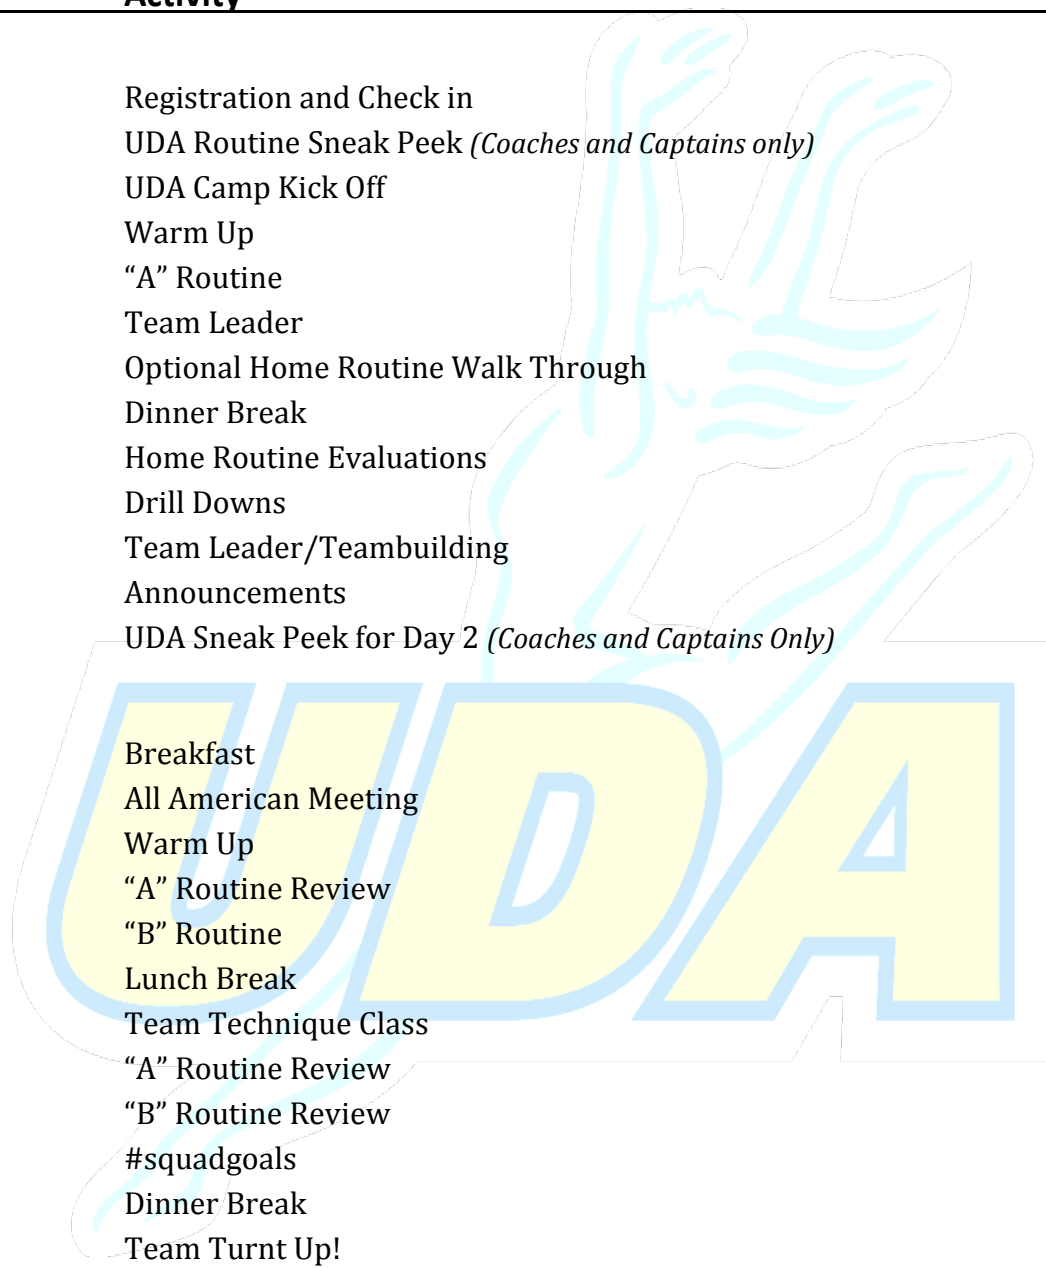 Activity
Registration and Check in
UDA Routine Sneak Peek (Coaches and Captains only)
UDA Camp Kick Off
Warm Up
“A” Routine
Team Leader
Optional Home Routine Walk Through
Dinner Break
Home Routine Evaluations
Drill Downs
Team Leader/Teambuilding
Announcements
UDA Sneak Peek for Day 2 (Coaches and Captains Only)
UDA
Breakfast
All American Meeting
Warm Up
“A” Routine Review
“B” Routine
Lunch Break
Team Technique Class
“A” Routine Review
“B” Routine Review
#squadgoals
Dinner Break
Team Turnt Up!